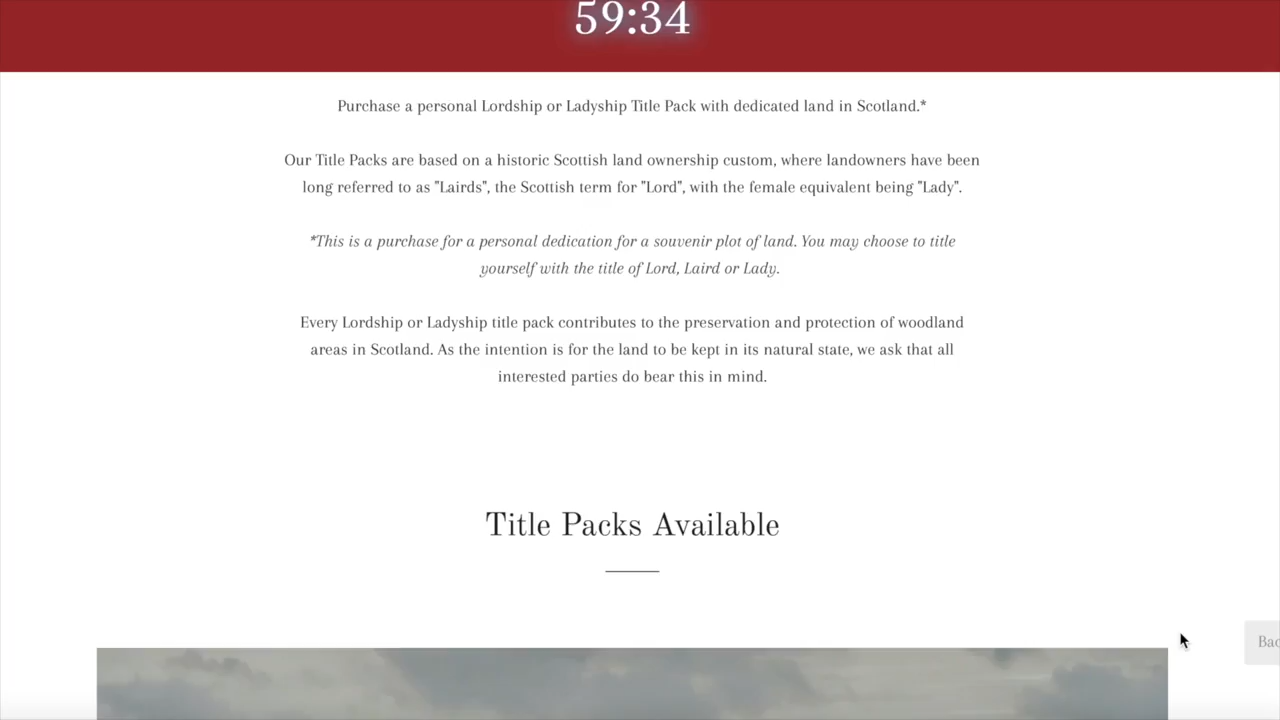 59:34
Purchase a personal Lordship or Ladyship Title Pack with dedicated land in Scotland.*
Our Title Packs are based on a historic Scottish land ownership custom, where landowners have been
long referred to as "Lairds", the Scottish term for "Lord", with the female equivalent being "Lady".
*This is a purchase for a personal dedication for a souvenir plot of land. You may choose to title
yourself with the title of Lord, Laird or Lady.
Every Lordship or Ladyship title pack contributes to the preservation and protection of woodland
areas in Scotland. As the intention is for the land to be kept in its natural state, we ask that all
interested parties do bear this in mind.
Title Packs Available